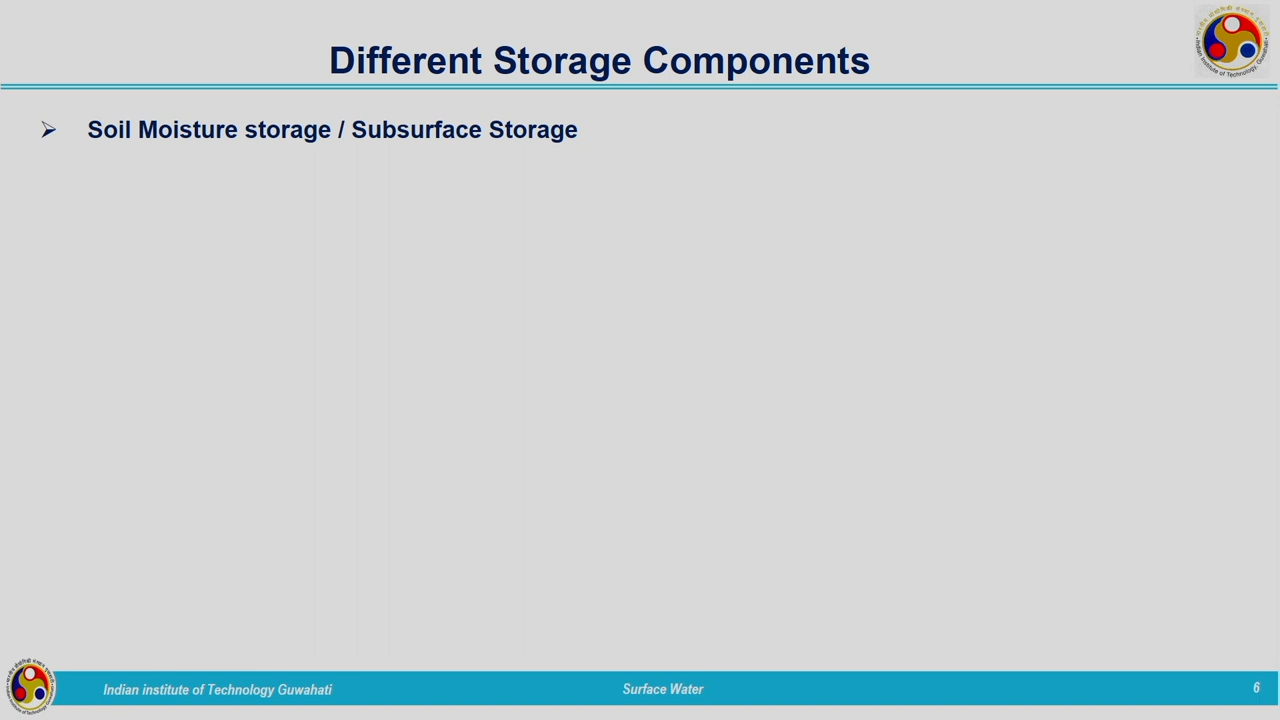 Different Storage Components
➢ Soil Moisture storage / Subsurface Storage
Indian institute of Technology Guwahati
Surface Water
6